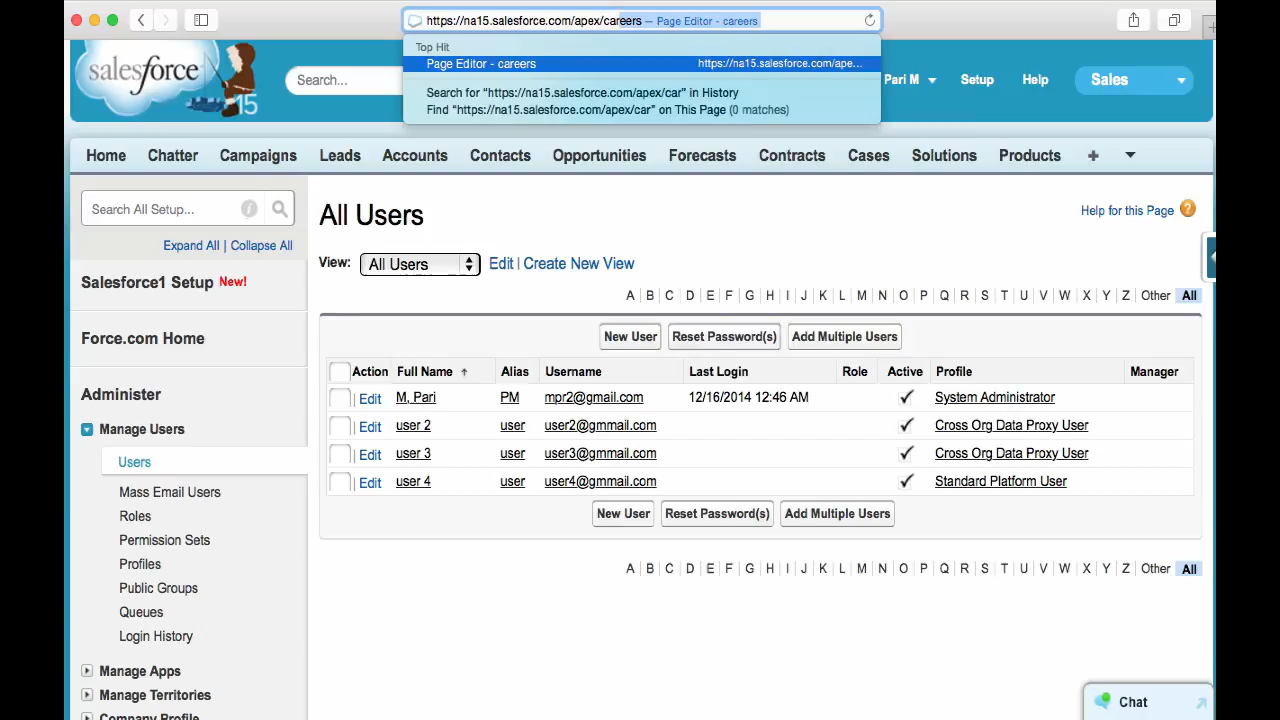 https://na15.salesforce.com/apex/careers — Page Editor - careers
Top Hit
Page Editor - careers https://na15.salesforce.com/ape...
Search for “https://na15.salesforce.com/apex/car” in History
Find “https://na15.salesforce.com/apex/car” on This Page (0 matches)
salesforce
15
Search...
Pari M
Setup
Help
Sales
Home Chatter Campaigns Leads Accounts Contacts Opportunities Forecasts Contracts Cases Solutions Products +
Search All Setup...
Expand All | Collapse All
Salesforce1 Setup New!
Force.com Home
Administer
Manage Users
Users
Mass Email Users
Roles
Permission Sets
Profiles
Public Groups
Queues
Login History
Manage Apps
Manage Territories
Company Profile
All Users
Help for this Page ?
View: All Users Edit | Create New View
A B C D E F G H I J K L M N O P Q R S T U V W X Y Z Other All
New User Reset Password(s) Add Multiple Users
Action Full Name Alias Username Last Login Role Active Profile Manager
Edit M, Pari PM mpr2@gmail.com 12/16/2014 12:46 AM System Administrator
Edit user 2 user user2@gmmail.com Cross Org Data Proxy User
Edit user 3 user user3@gmmail.com Cross Org Data Proxy User
Edit user 4 user user4@gmmail.com Standard Platform User
New User Reset Password(s) Add Multiple Users
A B C D E F G H I J K L M N O P Q R S T U V W X Y Z Other All
Chat